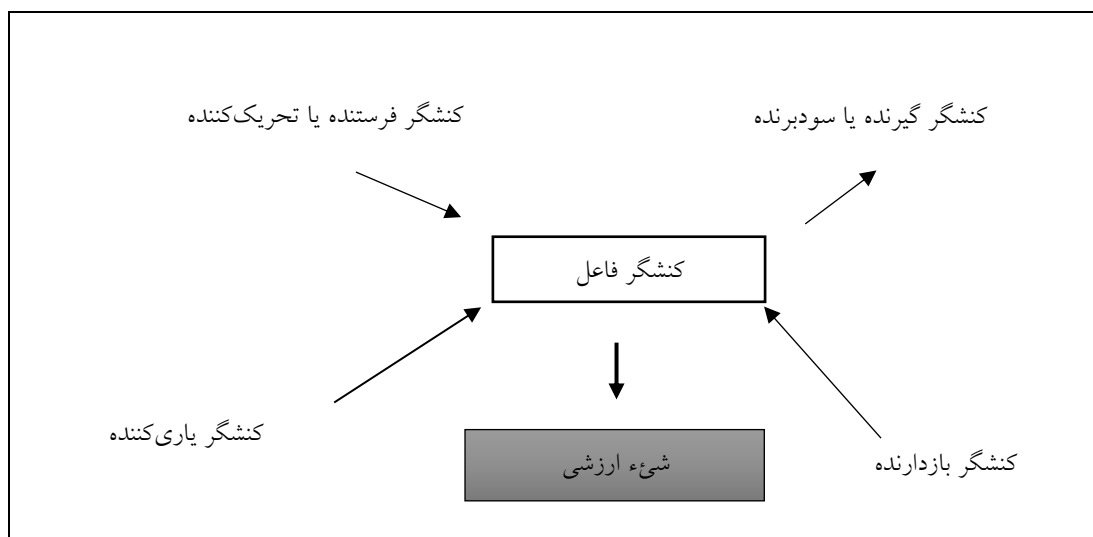 کنشگر گیرنده یا سودبرنده
کنشگر فرستنده یا تحریک‌کننده
کنشگر فاعل
کنشگر یاری‌کننده
کنشگر بازدارنده
شیء ارزشی